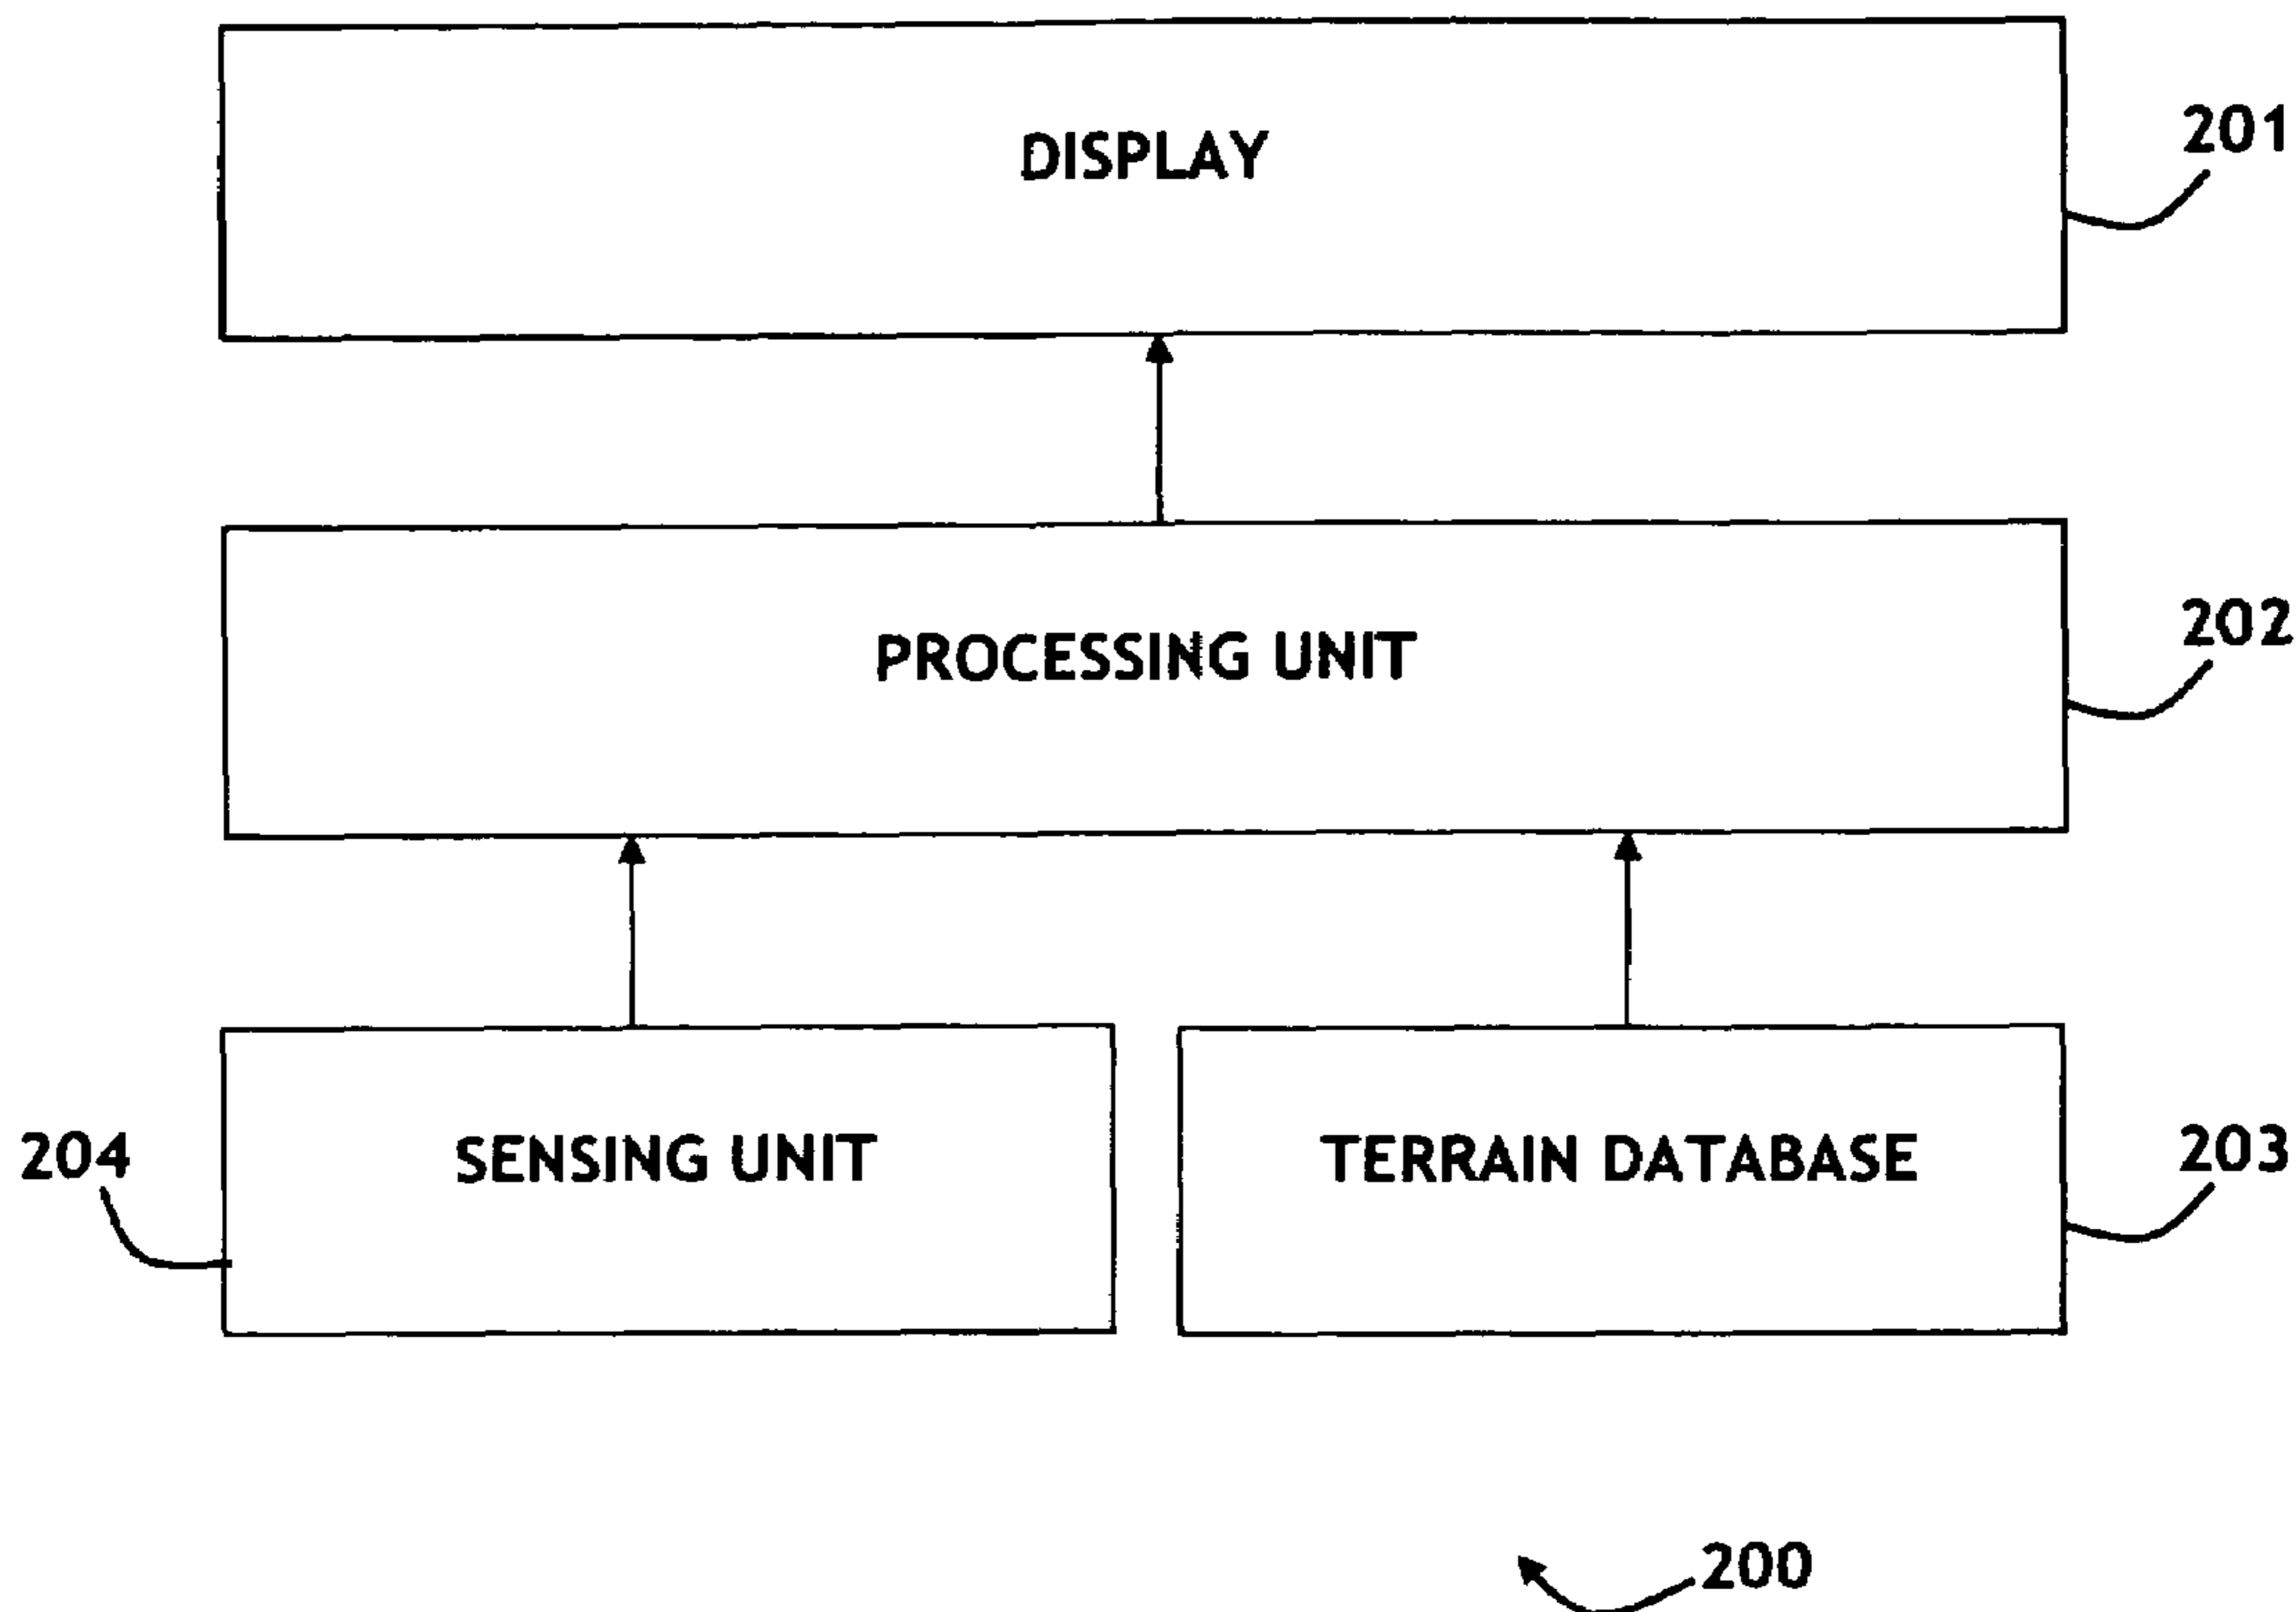 DISPLAY
201
PROCESSING UNIT
202
204
SENSING UNIT
TERRAIN DATABASE
203
200